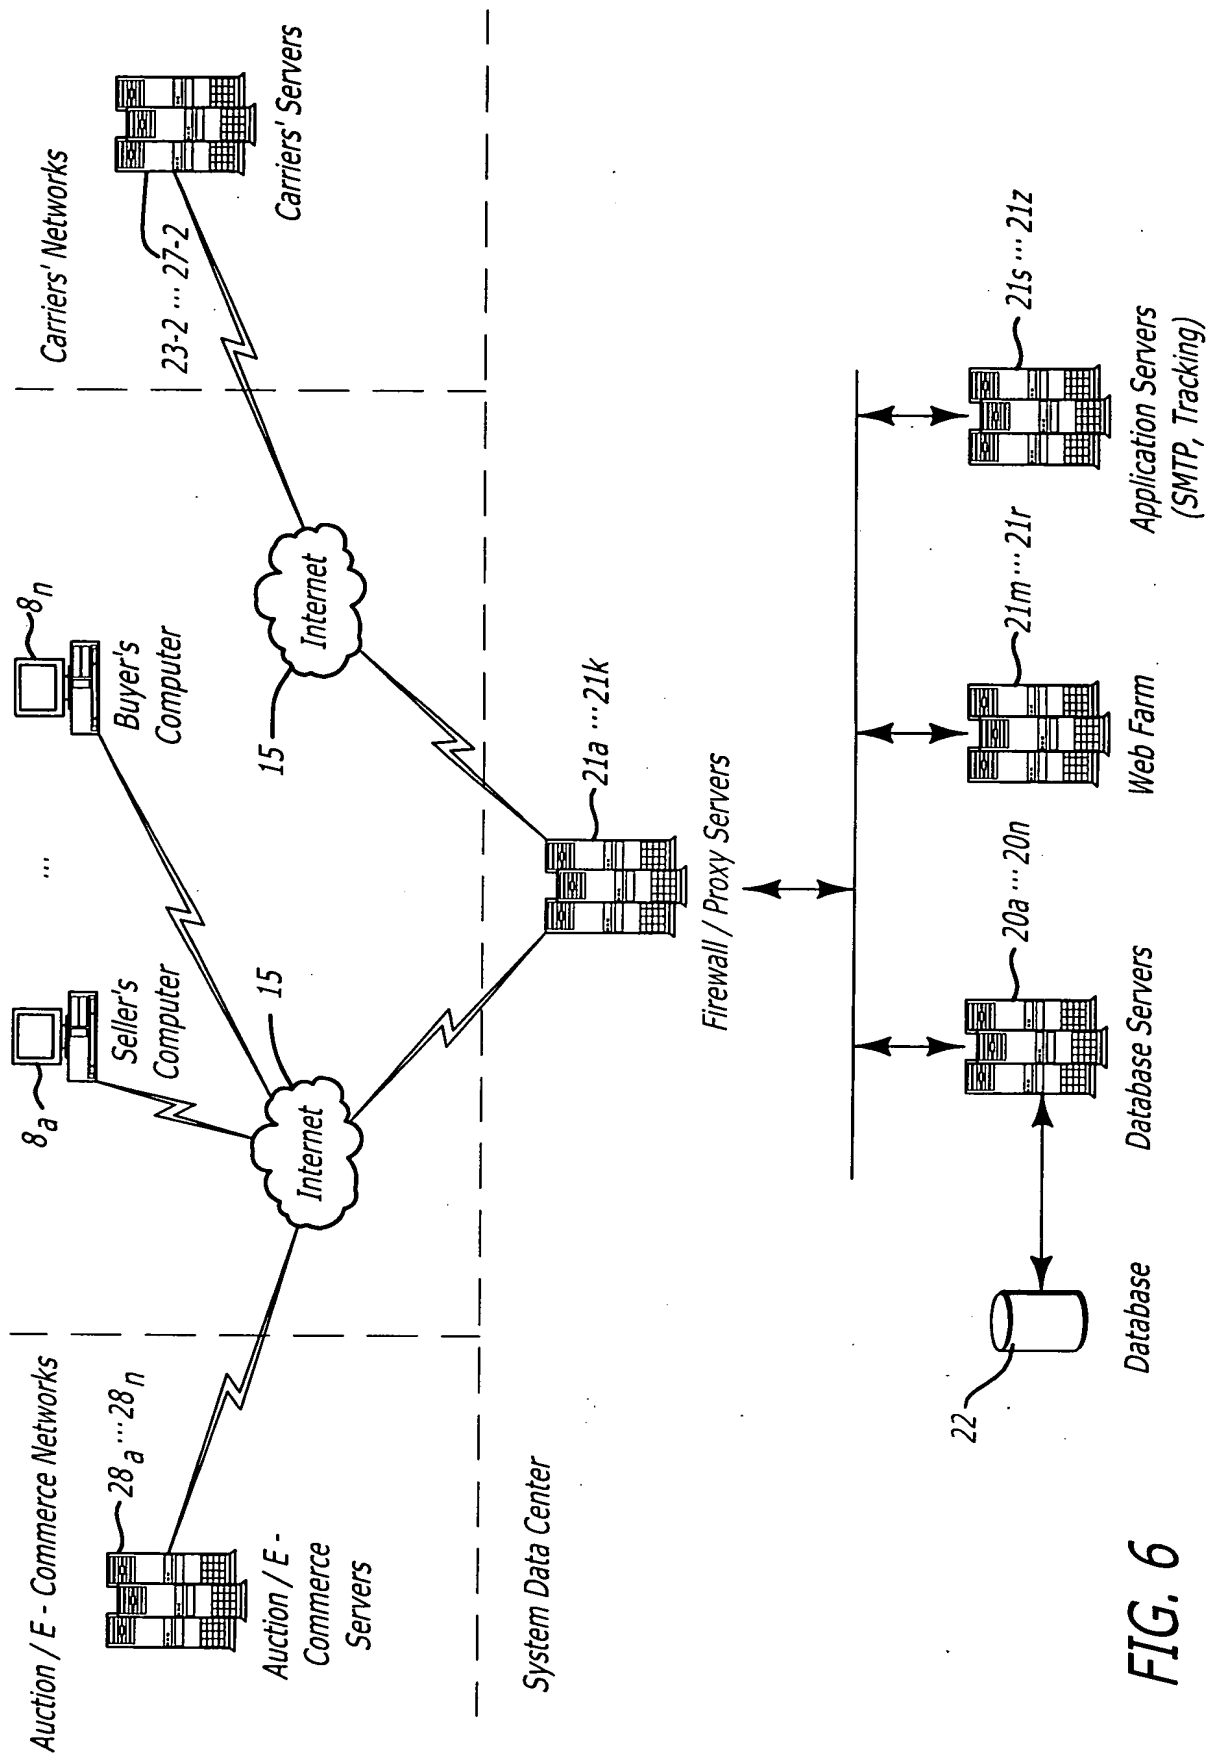 Auction / E - Commerce Networks
Carriers' Networks
8a
...
8n
28a ... 28n
Seller's
Computer
Buyer's
Computer
23-2 ... 27-2
Auction / E -
Commerce
Servers
15
15
Carriers' Servers
Internet
Internet
System Data Center
21a ... 21k
Firewall / Proxy Servers
22
20a ... 20n
21m ... 21r
21s ... 21z
Database
Database Servers
Web Farm
Application Servers
(SMTP, Tracking)
FIG. 6